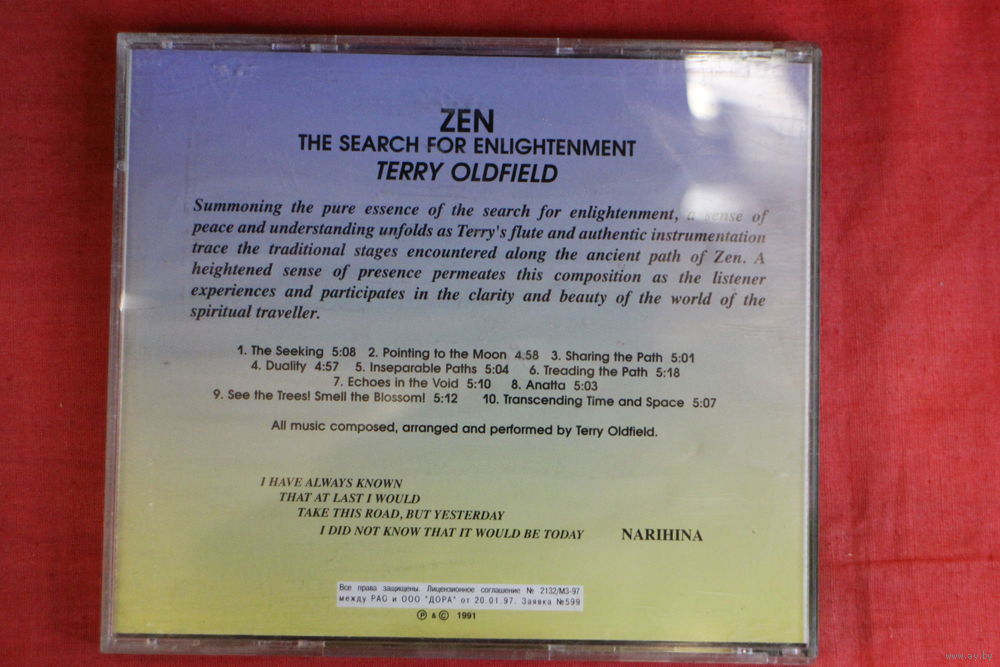 ZEN
THE SEARCH FOR ENLIGHTENMENT
TERRY OLDFIELD
Summoning the pure essence of the search for enlightenment, a sense of
peace and understanding unfolds as Terry's flute and authentic instrumentation
trace the traditional stages encountered along the ancient path of Zen. A
heightened sense of presence permeates this composition as the listener
experiences and participates in the clarity and beauty of the world of the
spiritual traveller.
1. The Seeking 5:08 2. Pointing to the Moon 4.58 3. Sharing the Path 5:01
4. Duality 4:57 5. Inseparable Paths 5:04 6. Treading the Path 5:18
7. Echoes in the Void 5:10 8. Anatta 5:03
9. See the Trees! Smell the Blossom! 5:12 10. Transcending Time and Space 5:07
All music composed, arranged and performed by Terry Oldfield.
I HAVE ALWAYS KNOWN
THAT AT LAST I WOULD
TAKE THIS ROAD, BUT YESTERDAY
I DID NOT KNOW THAT IT WOULD BE TODAY NARIHINA
Все права защищены. Лицензионное соглашение № 2132/МЗ-97
между РАО и ООО "ДОРА" от 20.01.97. Заявка №599
℗ & © 1991
www.ay.by